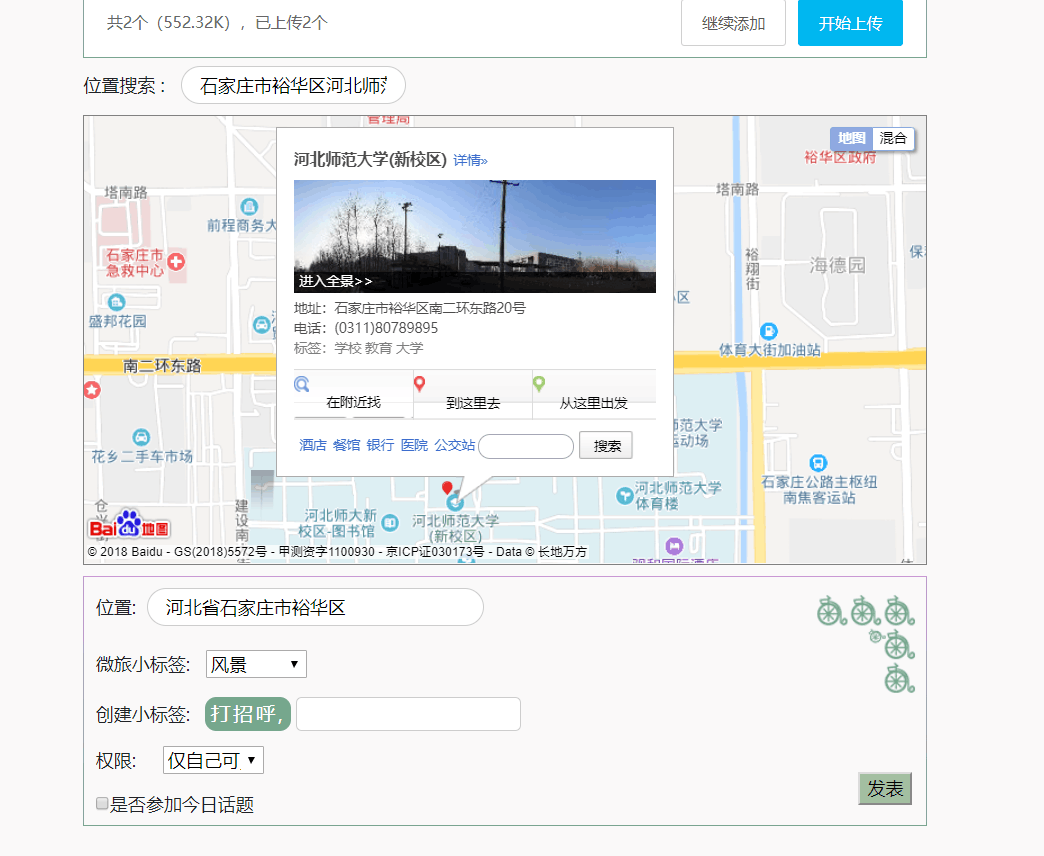 共2个（552.32K），已上传2个
继续添加
开始上传
位置搜索：
石家庄市裕华区河北师范
管理局
地图 混合
裕华区政府
河北师范大学(新校区) 详情»
塔南路
塔南路
前程商务大
石家庄市
急救中心
裕翔街
海德园
保
进入全景>>
盛邦花园
地址：石家庄市裕华区南二环东路20号
电话：(0311)80789895
标签：学校 教育 大学
区
体育大街加油站
南二环东路
在附近找
到这里去
从这里出发
酒店 餐馆 银行 医院 公交站
搜索
师范大学
运动场
花乡二手车市场
石家庄公路主枢纽
南焦客运站
河北师范大学
体育楼
建设南街
河北师大新
校区-图书馆
河北师范大学
(新校区)
Bai du 地图
© 2018 Baidu - GS(2018)5572号 - 甲测资字1100930 - 京ICP证030173号 - Data © 长地万方
位置:
河北省石家庄市裕华区
微旅小标签:
风景
创建小标签:
打招呼,
权限:
仅自己可
是否参加今日话题
发表